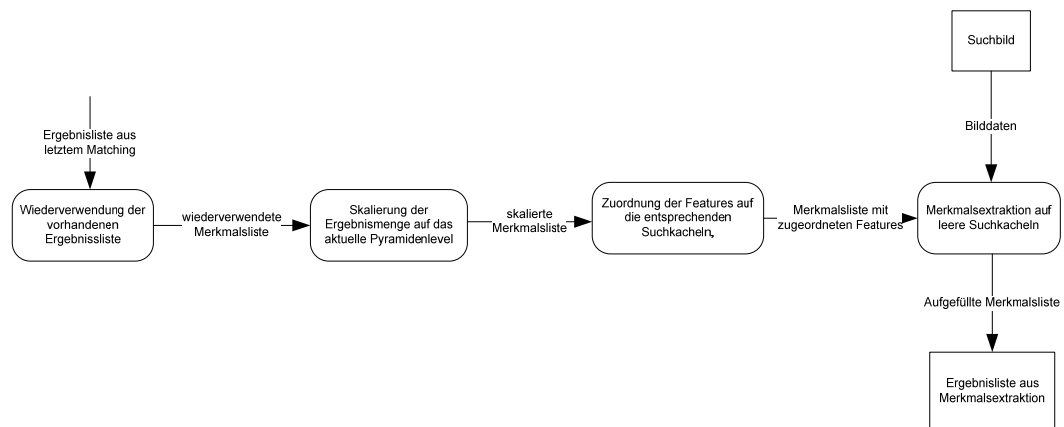 Suchbild
Ergebnisliste aus
letztem Matching
Bilddaten
Wiederverwendung der
vorhandenen
Ergebnissliste
wiederverwendete
Merkmalsliste
Skalierung der
Ergebnismenge auf das
aktuelle Pyramidenlevel
skalierte
Merkmalsliste
Zuordnung der Features auf
die entsprechenden
Suchkacheln.
Merkmalsliste mit
zugeordneten Features
Merkmalsextraktion auf
leere Suchkacheln
Aufgefüllte Merkmalsliste
Ergebnisliste aus
Merkmalsextraktion